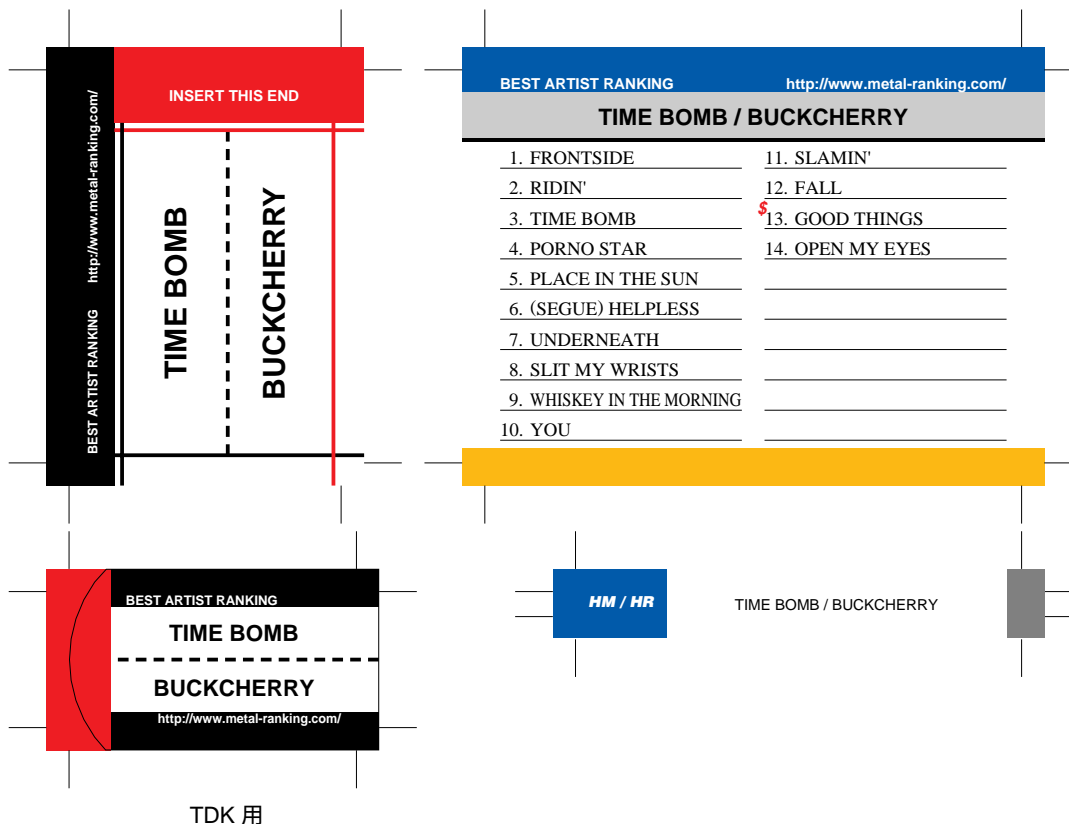 BEST ARTIST RANKING http://www.metal-ranking.com/
INSERT THIS END
TIME BOMB
BUCKCHERRY
BEST ARTIST RANKING http://www.metal-ranking.com/
TIME BOMB / BUCKCHERRY
1. FRONTSIDE
2. RIDIN'
3. TIME BOMB
4. PORNO STAR
5. PLACE IN THE SUN
6. (SEGUE) HELPLESS
7. UNDERNEATH
8. SLIT MY WRISTS
9. WHISKEY IN THE MORNING
10. YOU
11. SLAMIN'
12. FALL
$13. GOOD THINGS
14. OPEN MY EYES
BEST ARTIST RANKING
TIME BOMB
BUCKCHERRY
http://www.metal-ranking.com/
HM / HR
TIME BOMB / BUCKCHERRY
TDK 用